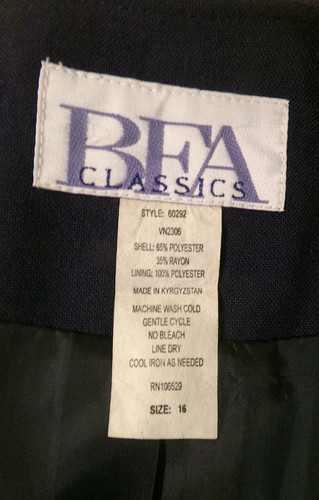 BFA
CLASSICS
STYLE: 60292
VN2306
SHELL: 65% POLYESTER
35% RAYON
LINING: 100% POLYESTER
MADE IN KYRGYZSTAN
MACHINE WASH COLD
GENTLE CYCLE
NO BLEACH
LINE DRY
COOL IRON AS NEEDED
RN106529
SIZE: 16